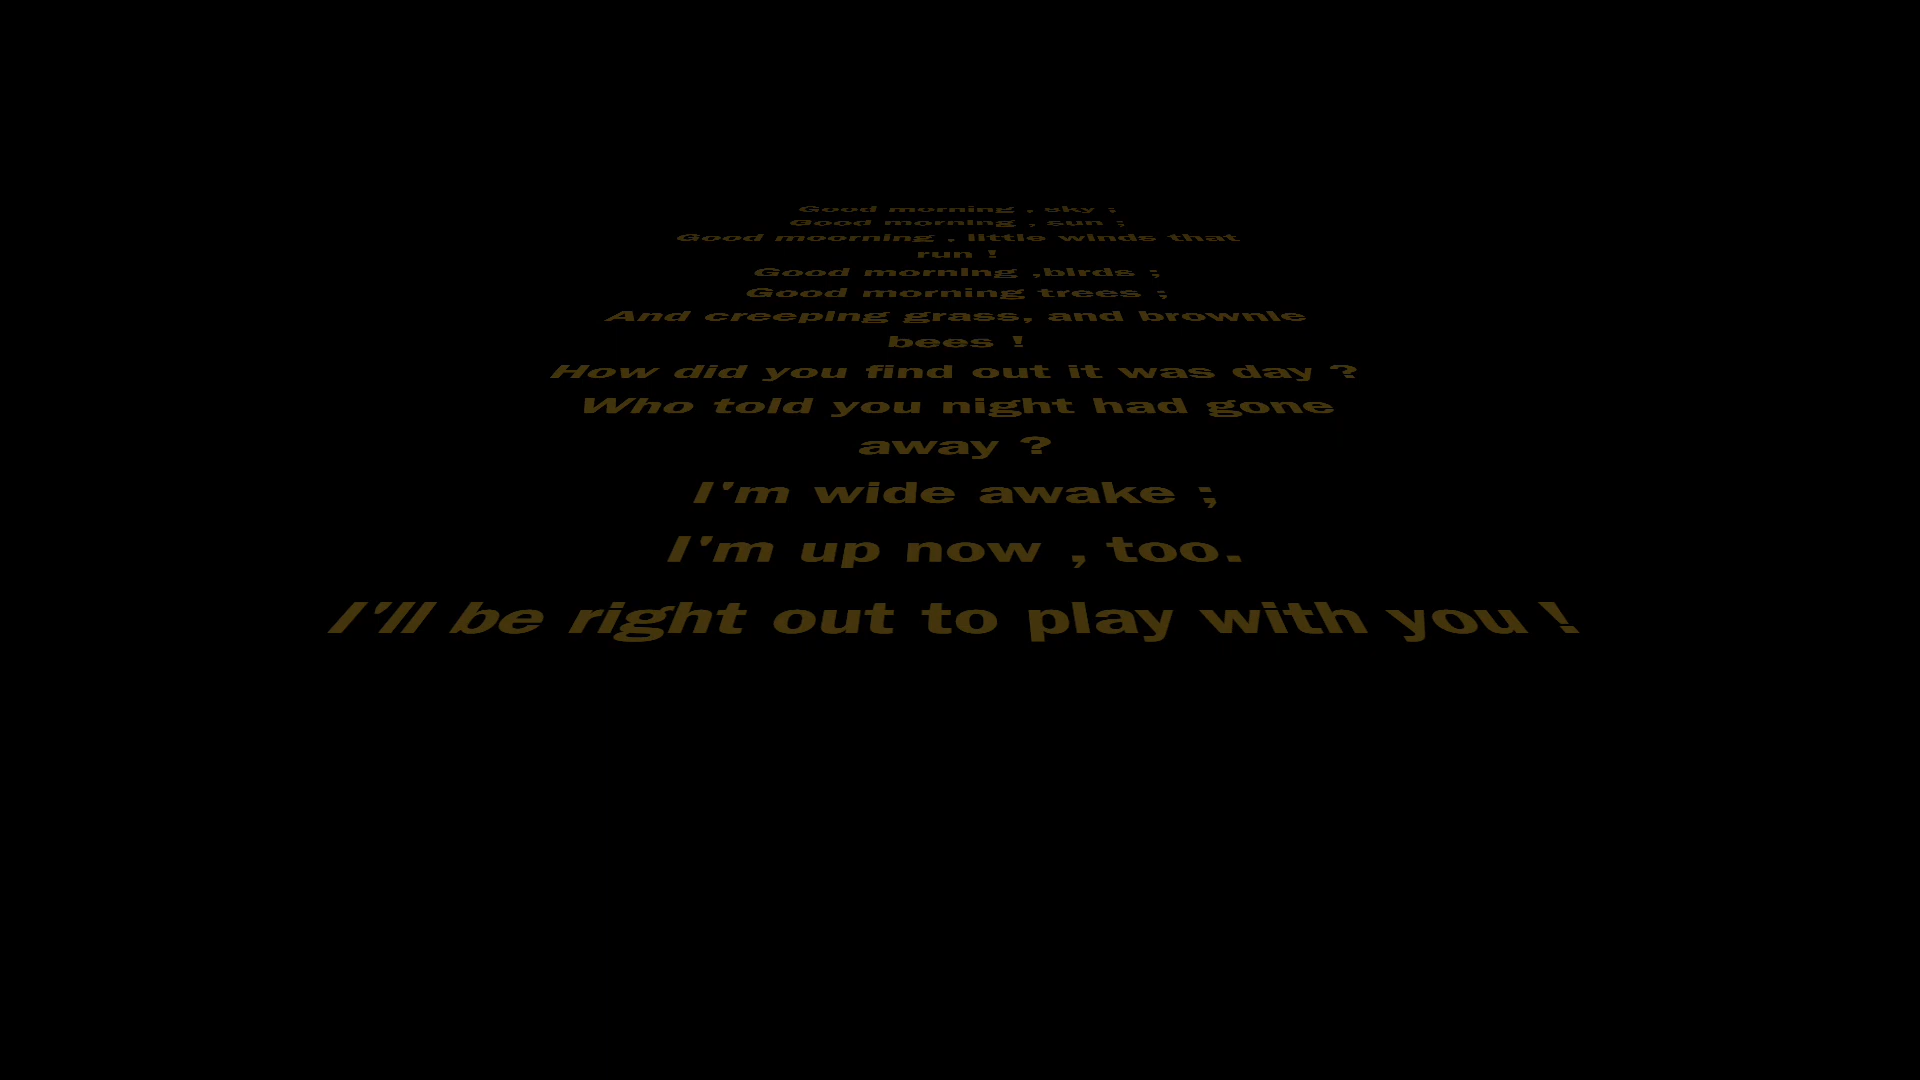 Good morning , sky ;
Good morning , sun ;
Good moorning , little winds that
run !
Good morning ,birds ;
Good morning trees ;
And creeping grass, and brownie
bees !
How did you find out it was day ?
Who told you night had gone
away ?
I'm wide awake ;
I'm up now , too.
I'll be right out to play with you !